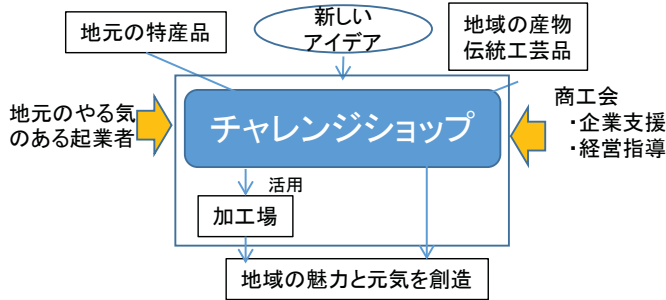 地元の特産品
新しい
アイデア
地域の産物
伝統工芸品
地元のやる気
のある起業者
チャレンジショップ
商工会
・企業支援
・経営指導
活用
加工場
地域の魅力と元気を創造